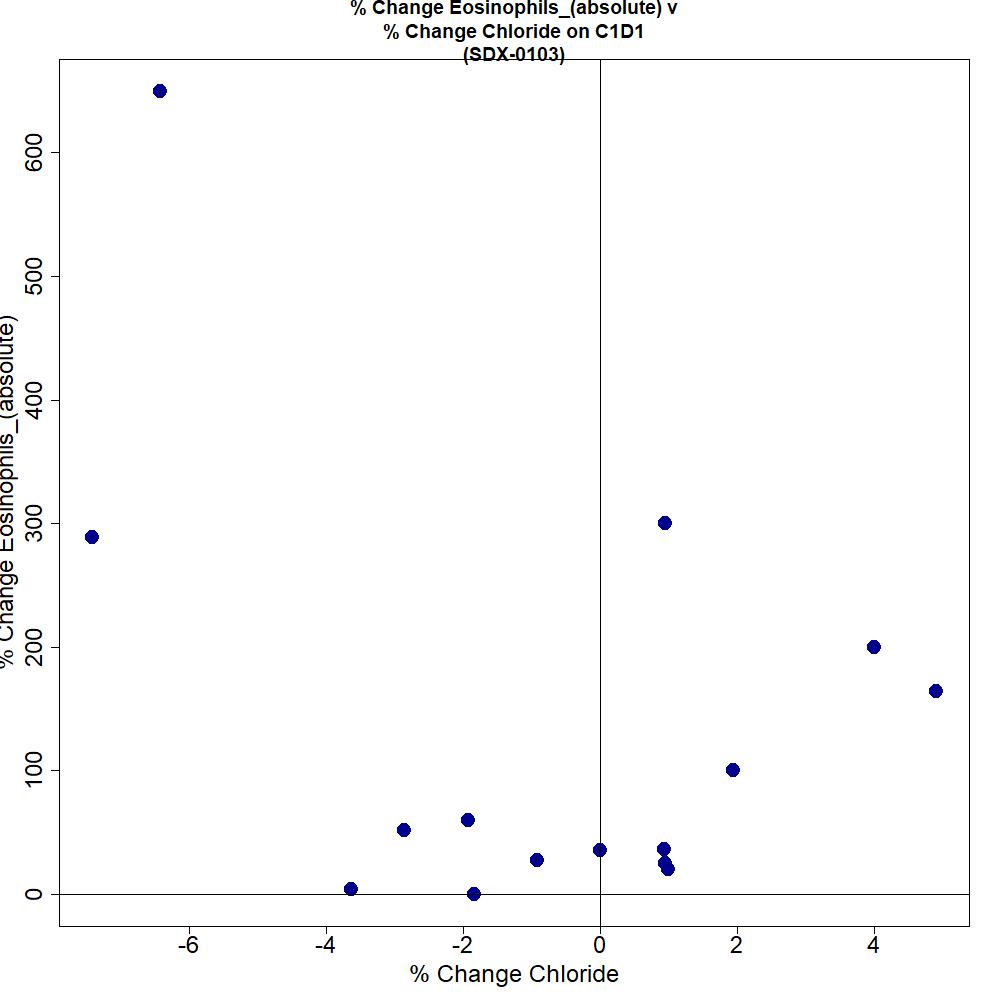 % Change Eosinophils_(absolute) v
% Change Chloride on C1D1
(SDX-0103)
% Change Eosinophils_(absolute)
600
500
400
300
200
100
0
-6
-4
-2
0
2
4
% Change Chloride